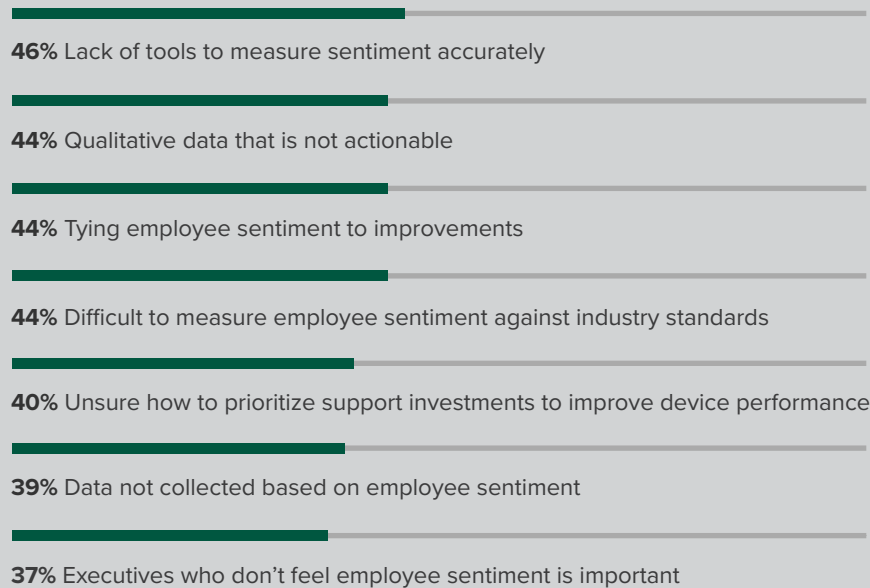 46% Lack of tools to measure sentiment accurately
44% Qualitative data that is not actionable
44% Tying employee sentiment to improvements
44% Difficult to measure employee sentiment against industry standards
40% Unsure how to prioritize support investments to improve device performance
39% Data not collected based on employee sentiment
37% Executives who don’t feel employee sentiment is important